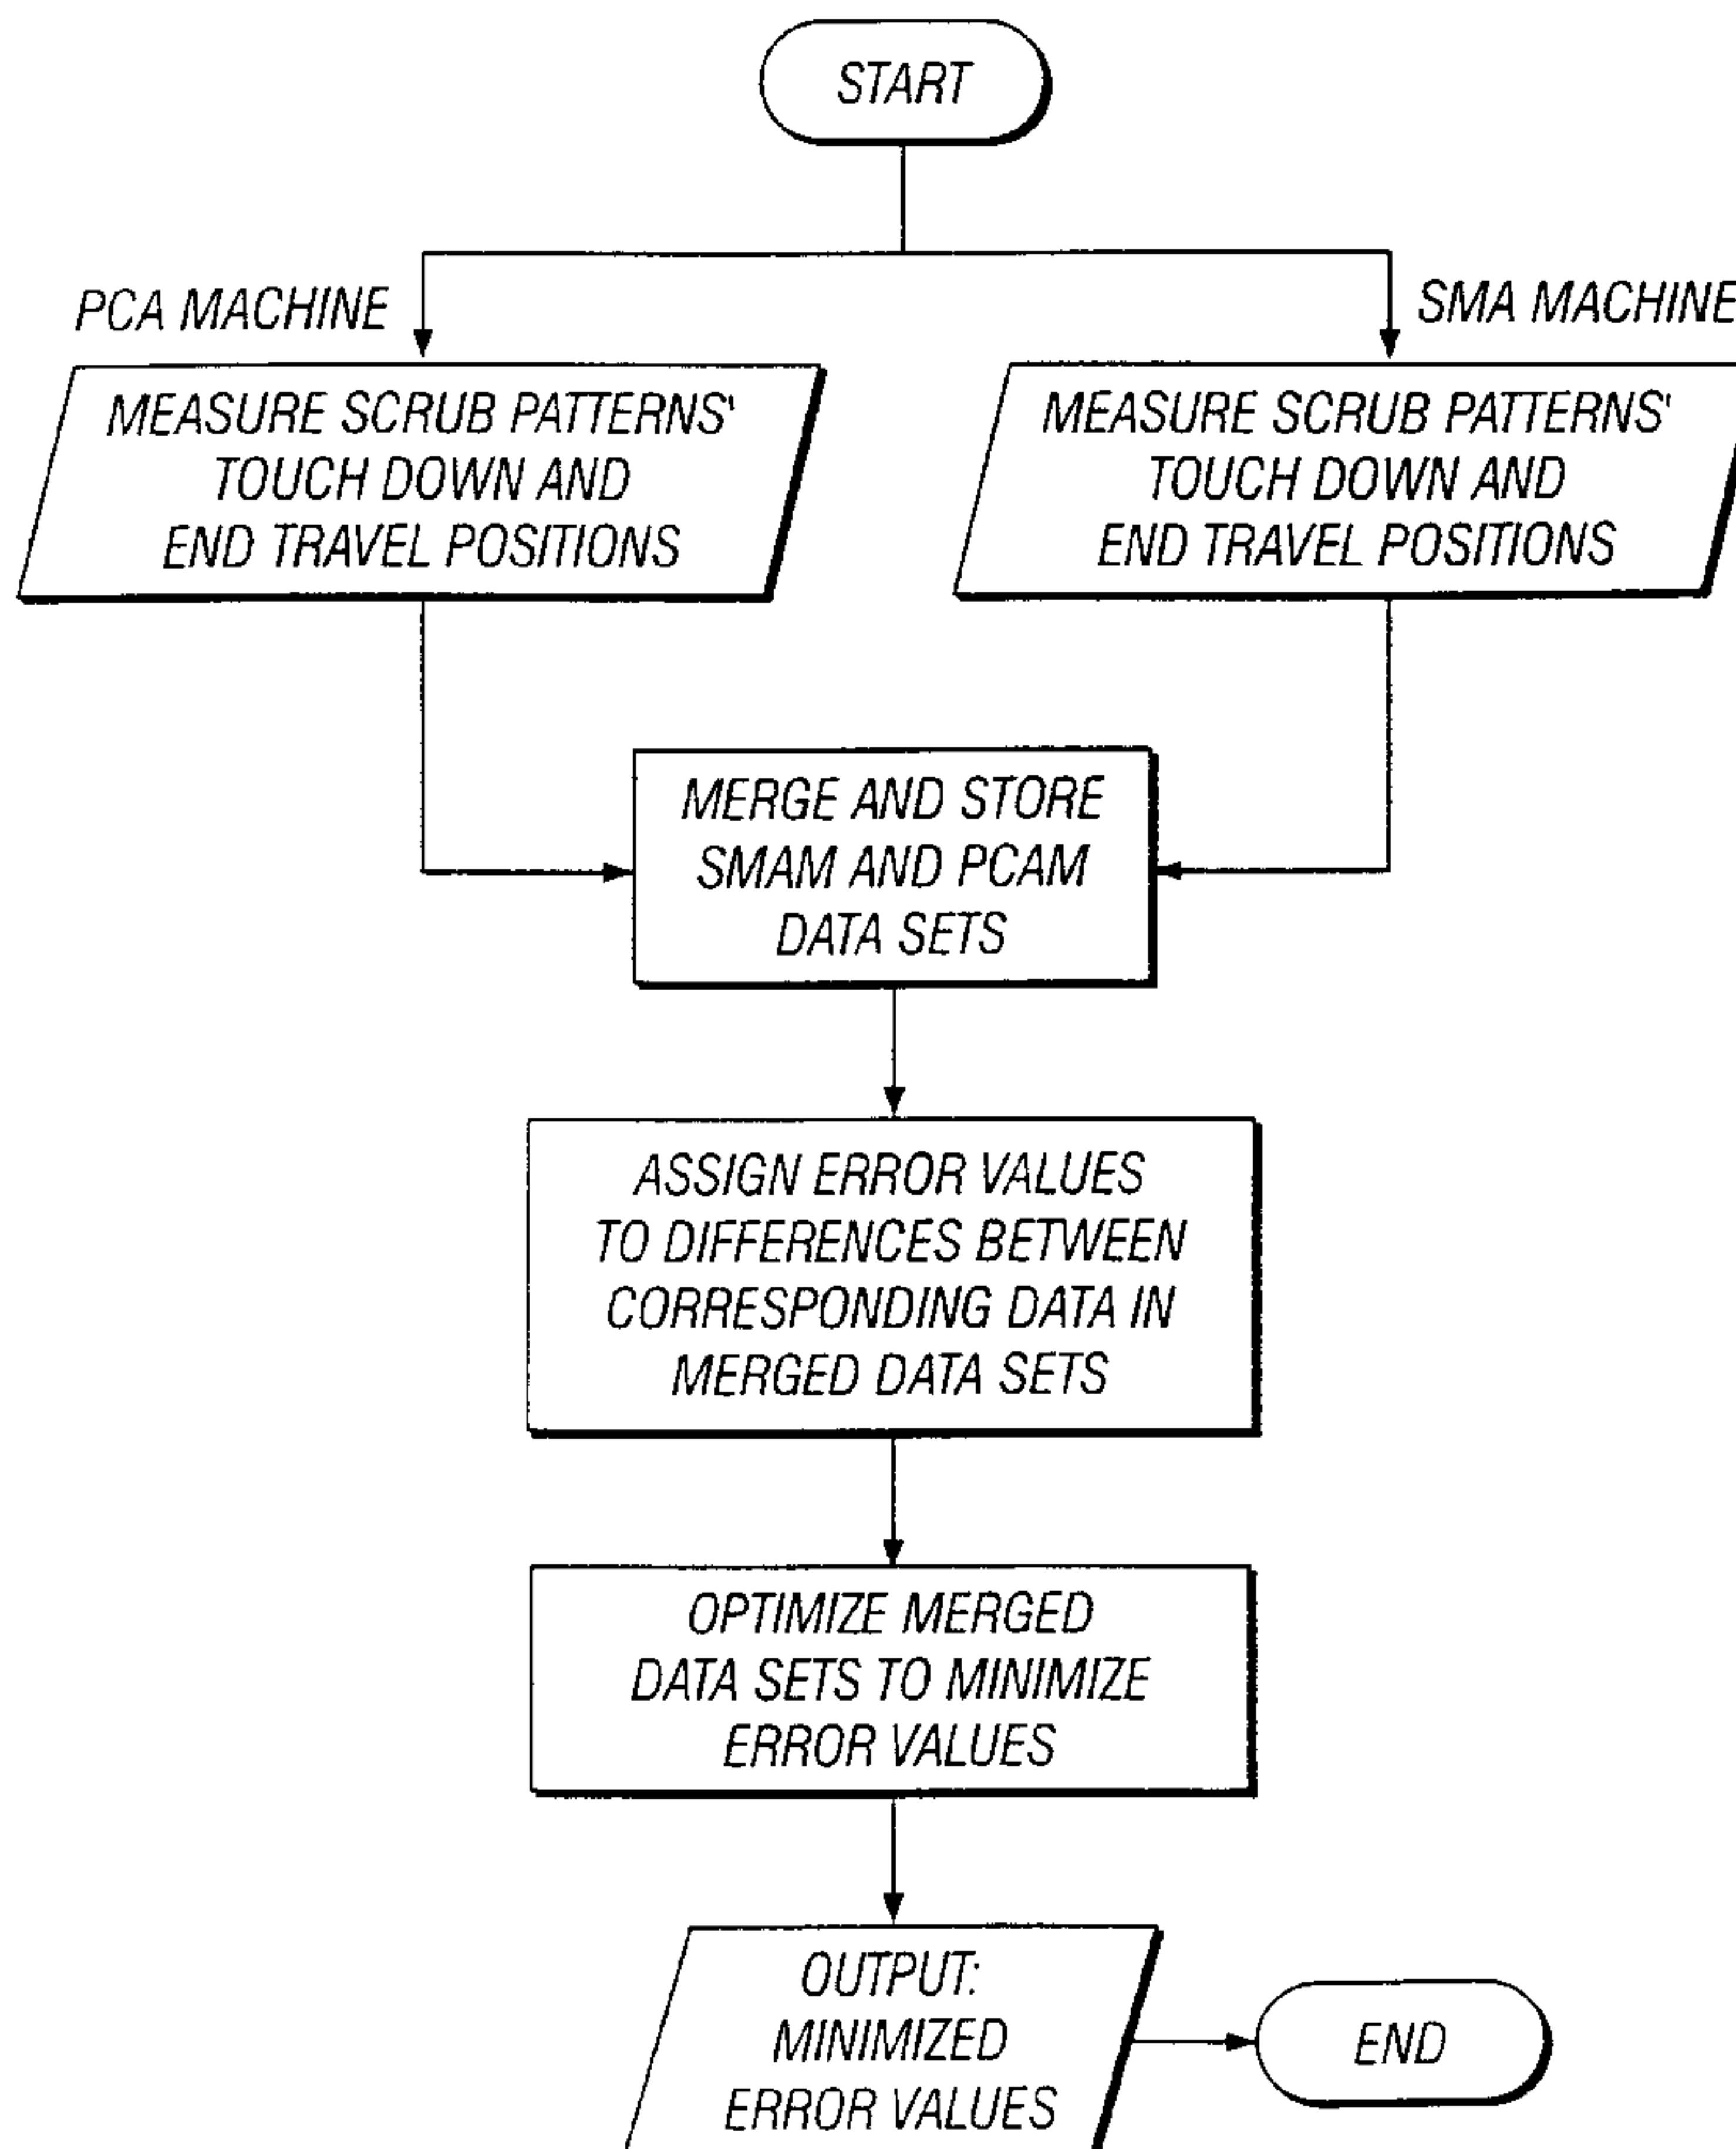 START
PCA MACHINE
SMA MACHINE
MEASURE SCRUB PATTERNS'
TOUCH DOWN AND
END TRAVEL POSITIONS
MEASURE SCRUB PATTERNS'
TOUCH DOWN AND
END TRAVEL POSITIONS
MERGE AND STORE
SMAM AND PCAM
DATA SETS
ASSIGN ERROR VALUES
TO DIFFERENCES BETWEEN
CORRESPONDING DATA IN
MERGED DATA SETS
OPTIMIZE MERGED
DATA SETS TO MINIMIZE
ERROR VALUES
OUTPUT:
MINIMIZED
ERROR VALUES
END